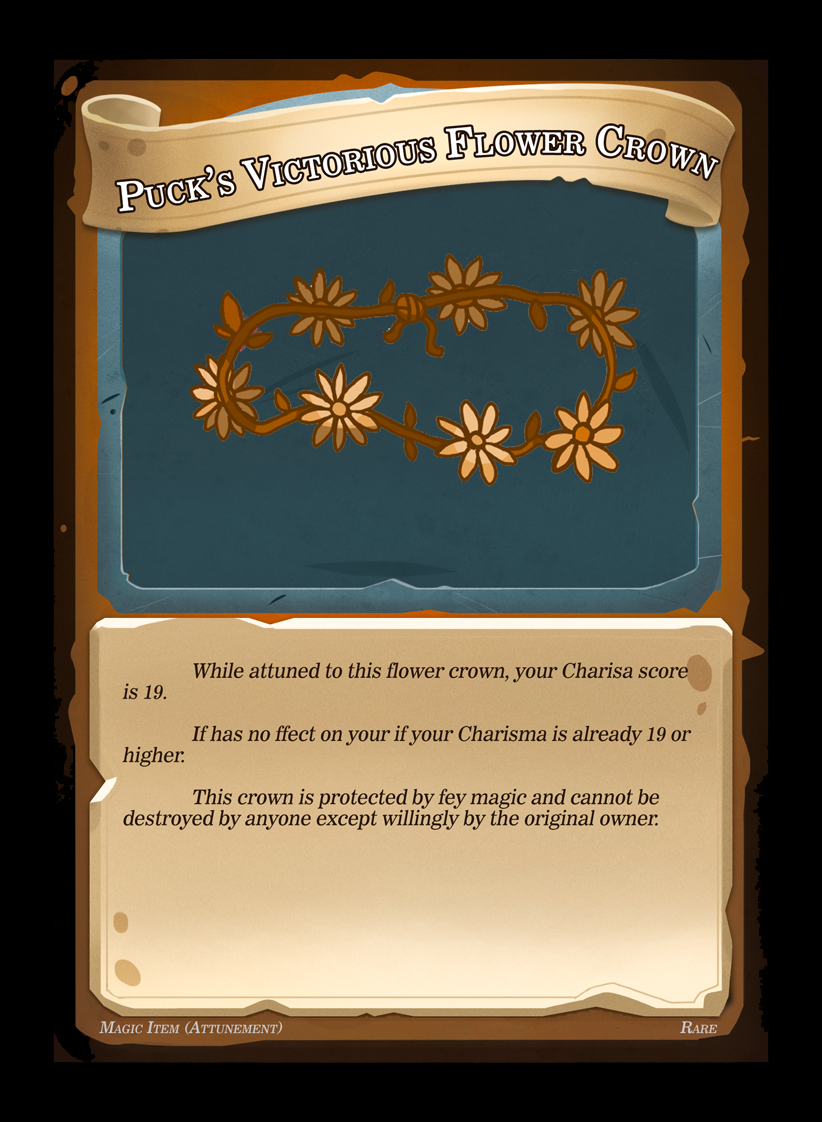 Puck's Victorious Flower Crown
While attuned to this flower crown, your Charisa score
is 19.
If has no ffect on your if your Charisma is already 19 or
higher.
This crown is protected by fey magic and cannot be
destroyed by anyone except willingly by the original owner.
Magic Item (Attunement)
Rare